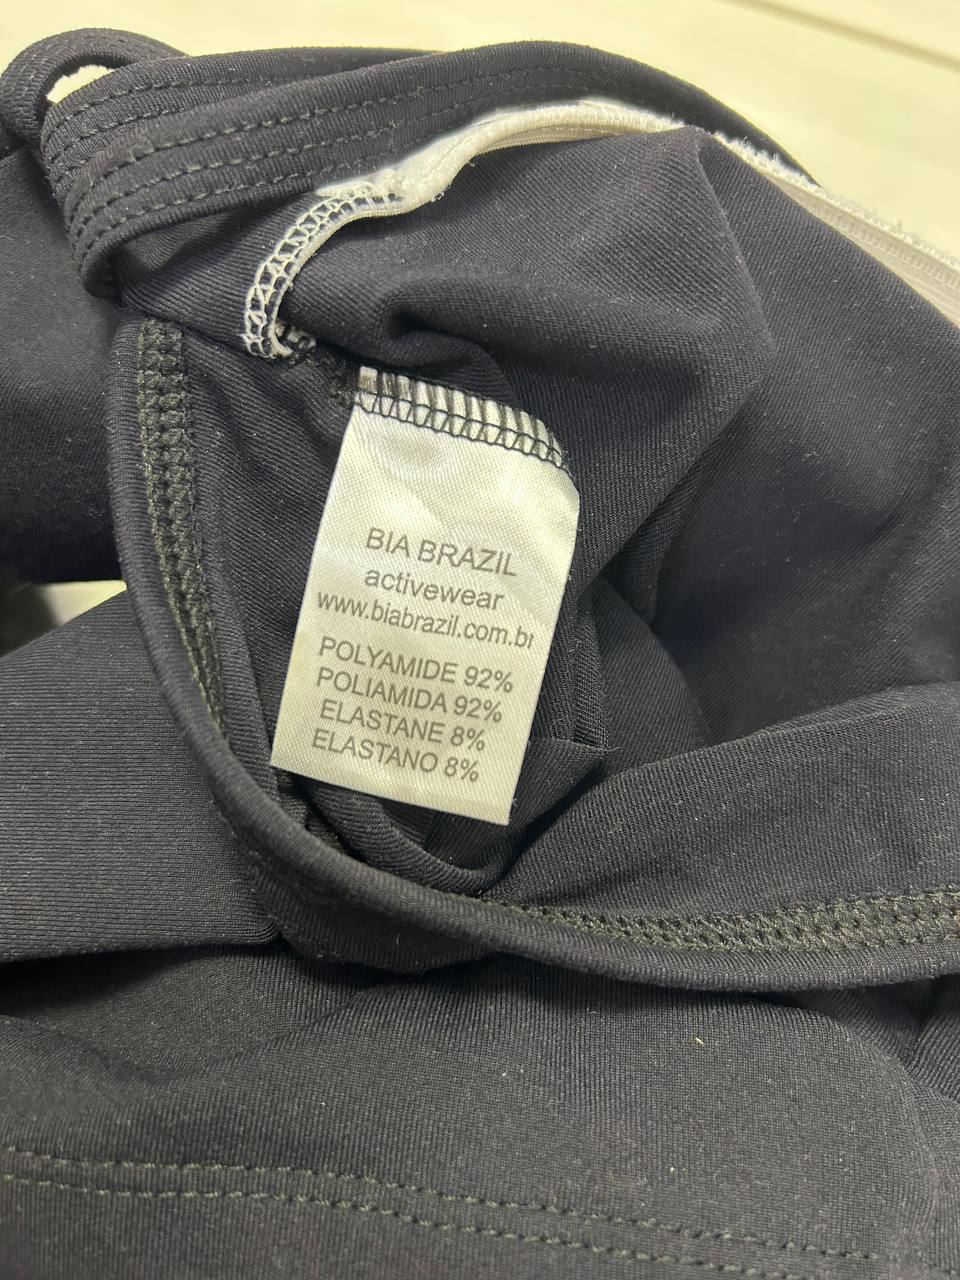 BIA BRAZIL
activewear
www.biabrazil.com.br
POLYAMIDE 92%
POLIAMIDA 92%
ELASTANE 8%
ELASTANO 8%